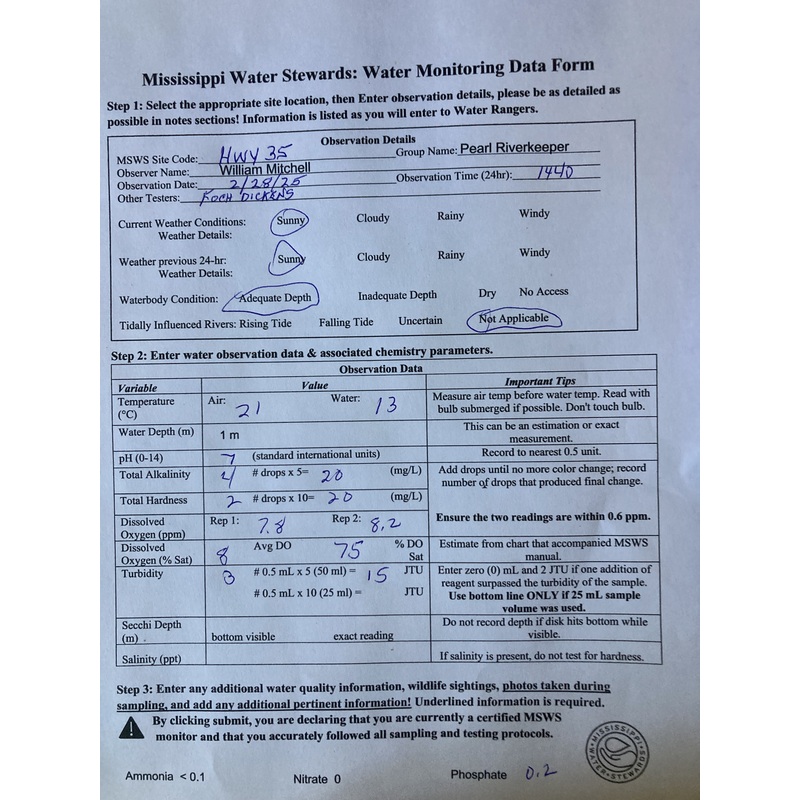 Mississippi Water Stewards: Water Monitoring Data Form
Step 1: Select the appropriate site location, then Enter observation details, please be as detailed as
possible in notes sections! Information is listed as you will enter to Water Rangers.
Observation Details
MSWS Site Code: HWY 35 Group Name: Pearl Riverkeeper
Observer Name: William Mitchell
Observation Date: 2/28/25 Observation Time (24hr): 1440
Other Testers: KOCH DICKENS
Current Weather Conditions: Sunny Cloudy Rainy Windy
Weather Details:
Weather previous 24-hr: Sunny Cloudy Rainy Windy
Weather Details:
Waterbody Condition: Adequate Depth Inadequate Depth Dry No Access
Tidally Influenced Rivers: Rising Tide Falling Tide Uncertain Not Applicable
Step 2: Enter water observation data & associated chemistry parameters.
Observation Data
Variable Value Important Tips
Temperature (°C) Air: 21 Water: 13 Measure air temp before water temp. Read with
bulb submerged if possible. Don't touch bulb.
Water Depth (m) 1 m This can be an estimation or exact
measurement.
pH (0-14) 7 (standard international units) Record to nearest 0.5 unit.
Total Alkalinity 4 # drops x 5= 20 (mg/L) Add drops until no more color change; record
number of drops that produced final change.
Total Hardness 2 # drops x 10= 20 (mg/L)
Dissolved Oxygen (ppm) Rep 1: 7.8 Rep 2: 8.2 Ensure the two readings are within 0.6 ppm.
Dissolved Oxygen (% Sat) 8 Avg DO 75 % DO Sat Estimate from chart that accompanied MSWS
manual.
Turbidity 3 # 0.5 mL x 5 (50 ml) = 15 JTU Enter zero (0) mL and 2 JTU if one addition of
reagent surpassed the turbidity of the sample.
# 0.5 mL x 10 (25 ml) = JTU Use bottom line ONLY if 25 mL sample
volume was used.
Secchi Depth (m) . bottom visible exact reading Do not record depth if disk hits bottom while
visible.
Salinity (ppt) If salinity is present, do not test for hardness.
Step 3: Enter any additional water quality information, wildlife sightings, photos taken during
sampling, and add any additional pertinent information! Underlined information is required.
By clicking submit, you are declaring that you are currently a certified MSWS
monitor and that you accurately followed all sampling and testing protocols.
MISSISSIPPI WATER STEWARDS
Ammonia < 0.1 Nitrate 0 Phosphate 0.2